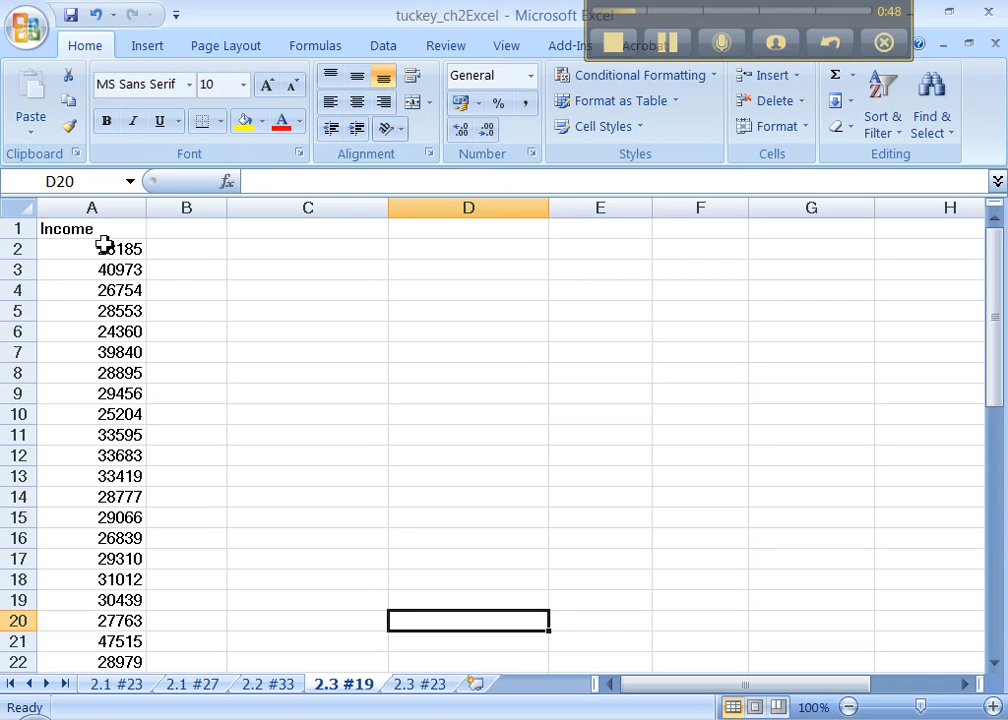 tuckey_ch2Excel - Microsoft Excel
0:48
Home Insert Page Layout Formulas Data Review View Add-Ins Acrobat
Paste
MS Sans Serif 10 A A
B I U A
General
$ % ,
Conditional Formatting
Format as Table
Cell Styles
Insert
Delete
Format
Σ
Sort & Filter
Find & Select
Clipboard Font Alignment Number Styles Cells Editing
D20 fx
A B C D E F G H
1 Income
2 185
3 40973
4 26754
5 28553
6 24360
7 39840
8 28895
9 29456
10 25204
11 33595
12 33683
13 33419
14 28777
15 29066
16 26839
17 29310
18 31012
19 30439
20 27763
21 47515
22 28979
2.1 #23 2.1 #27 2.2 #33 2.3 #19 2.3 #23
Ready 100%